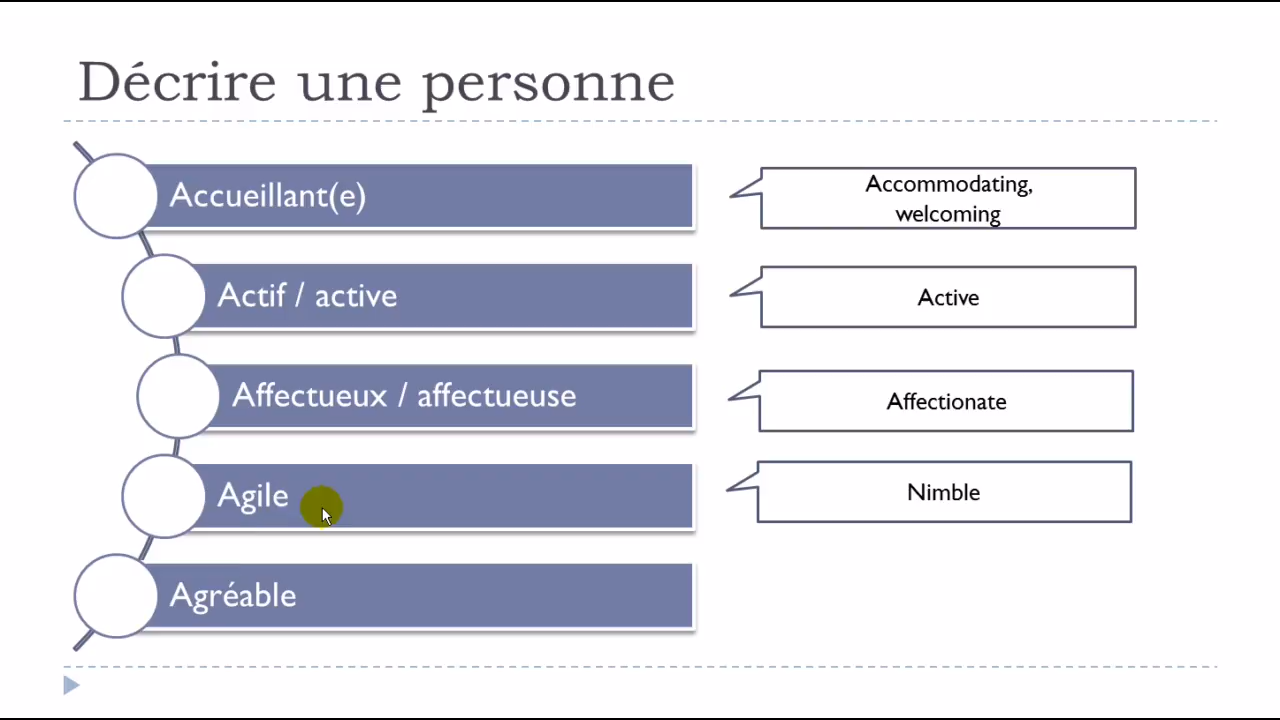 Décrire une personne
Accueillant(e)
Accommodating,
welcoming
Actif / active
Active
Affectueux / affectueuse
Affectionate
Agile
Nimble
Agréable